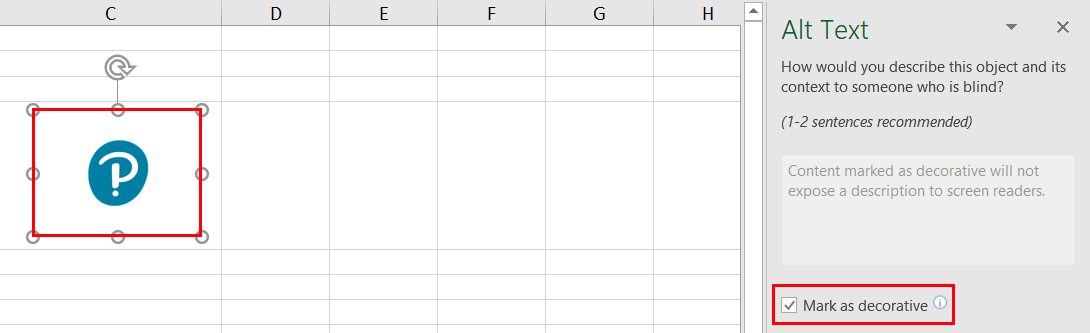 C D E F G H
Alt Text
How would you describe this object and its
context to someone who is blind?
(1-2 sentences recommended)
Content marked as decorative will not
expose a description to screen readers.
Mark as decorative